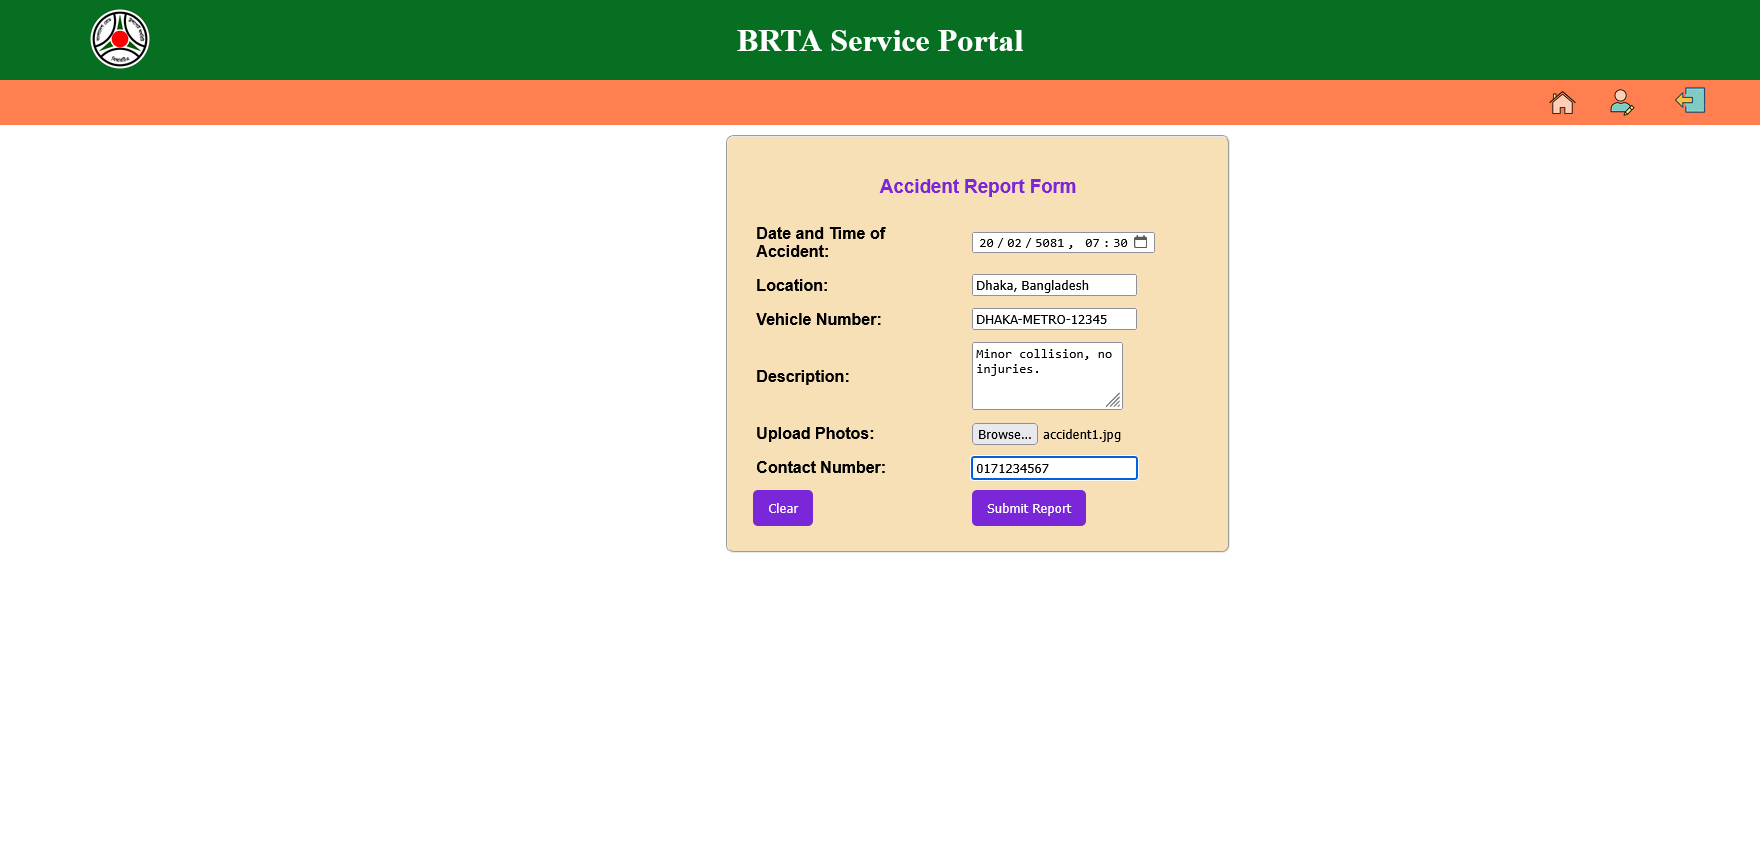 BRTA Service Portal
Accident Report Form
Date and Time of
Accident:
20/02/5081, 07:30
Location:
Dhaka, Bangladesh
Vehicle Number:
DHAKA-METRO-12345
Description:
Minor collision, no
injuries.
Upload Photos:
Browse... accident1.jpg
Contact Number:
0171234567
Clear
Submit Report